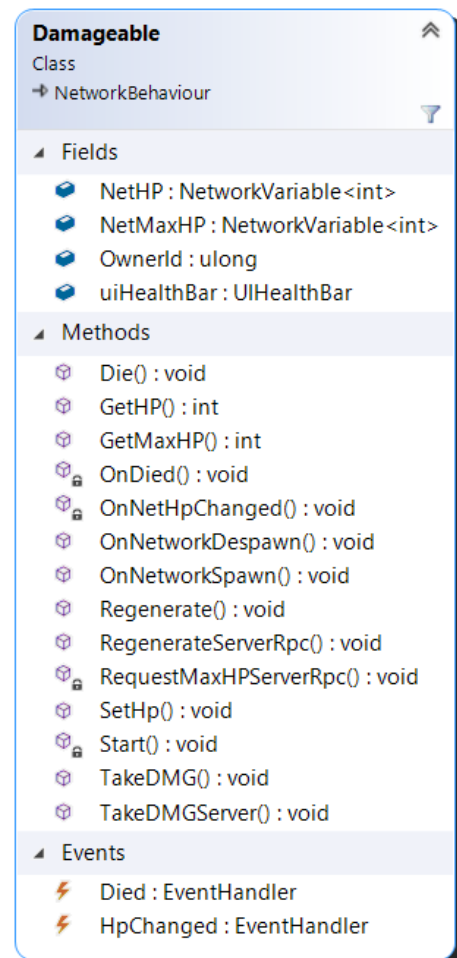 Damageable
Class
NetworkBehaviour
Fields
NetHP : NetworkVariable<int>
NetMaxHP : NetworkVariable<int>
OwnerId : ulong
uiHealthBar : UIHealthBar
Methods
Die() : void
GetHP() : int
GetMaxHP() : int
OnDied() : void
OnNetHpChanged() : void
OnNetworkDespawn() : void
OnNetworkSpawn() : void
Regenerate() : void
RegenerateServerRpc() : void
RequestMaxHPServerRpc() : void
SetHp() : void
Start() : void
TakeDMG() : void
TakeDMGServer() : void
Events
Died : EventHandler
HpChanged : EventHandler